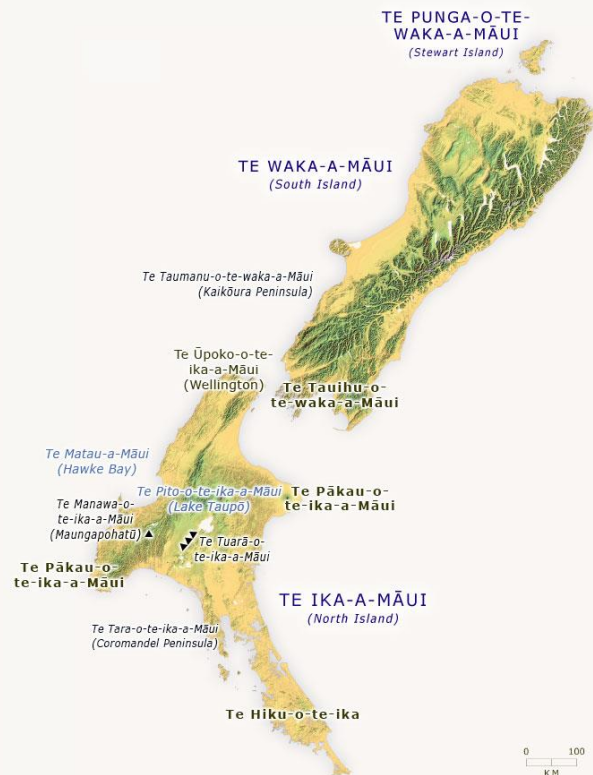 TE PUNGA-O-TE-
WAKA-A-MĀUI
(Stewart Island)
TE WAKA-A-MĀUI
(South Island)
Te Taumanu-o-te-waka-a-Māui
(Kaikōura Peninsula)
Te Ūpoko-o-te-
ika-a-Māui
(Wellington)
Te Tauihu-o-
te-waka-a-Māui
Te Matau-a-Māui
(Hawke Bay)
Te Pito-o-te-ika-a-Māui
(Lake Taupō)
Te Pākau-o-
te-ika-a-Māui
Te Manawa-o-
te-ika-a-Māui
(Maungapohatū)
Te Tuarā-o-
te-ika-a-Māui
Te Pākau-o-
te-ika-a-Māui
TE IKA-A-MĀUI
(North Island)
Te Tara-o-te-ika-a-Māui
(Coromandel Peninsula)
Te Hiku-o-te-ika
0 100
KM